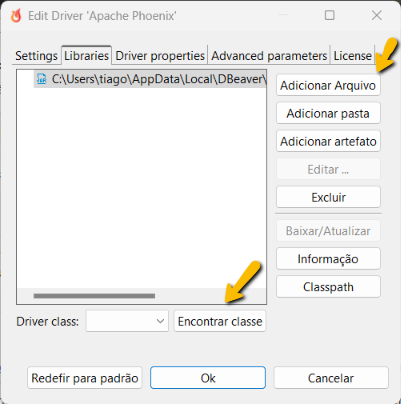 Edit Driver 'Apache Phoenix'
Settings Libraries Driver properties Advanced parameters License
C:\Users\tiago\AppData\Local\DBeaver\
Adicionar Arquivo
Adicionar pasta
Adicionar artefato
Editar ...
Excluir
Baixar/Atualizar
Informação
Classpath
Driver class: Encontrar classe
Redefir para padrão Ok Cancelar